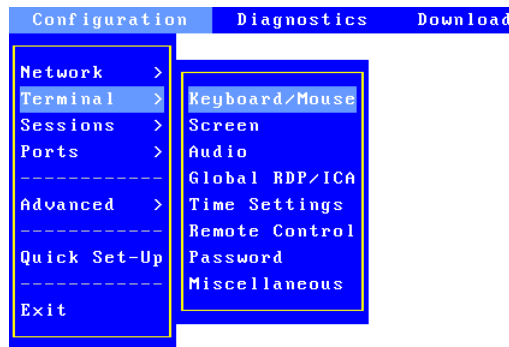 Configuration Diagnostics Download
Network >
Terminal >
Sessions >
Ports >
------------
Advanced >
------------
Quick Set-Up
------------
Exit
Keyboard/Mouse
Screen
Audio
Global RDP/ICA
Time Settings
Remote Control
Password
Miscellaneous